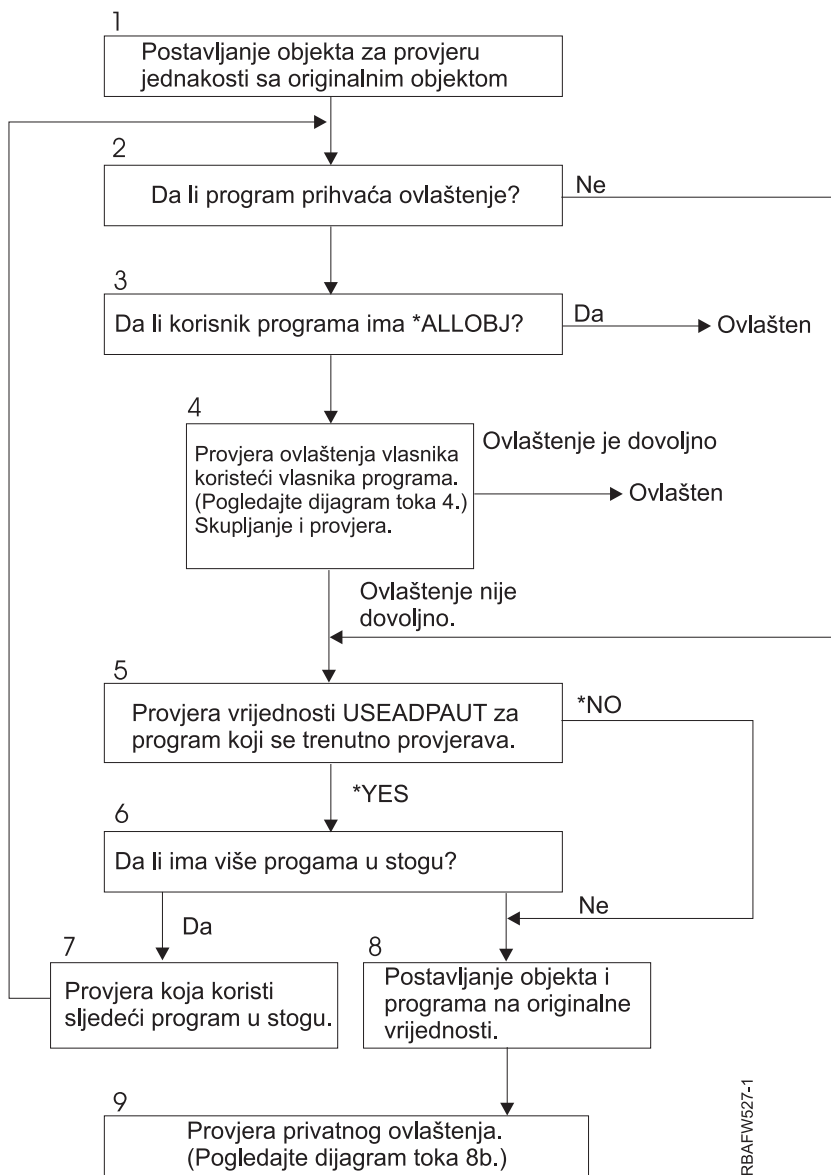 1
Postavljanje objekta za provjeru
jednakosti sa originalnim objektom
2
Da li program prihvaća ovlaštenje?
Ne
3
Da li korisnik programa ima *ALLOBJ?
Da
Ovlašten
4
Provjera ovlaštenja vlasnika
koristeći vlasnika programa.
(Pogledajte dijagram toka 4.)
Skupljanje i provjera.
Ovlaštenje je dovoljno
Ovlašten
Ovlaštenje nije
dovoljno.
5
Provjera vrijednosti USEADPAUT za
program koji se trenutno provjerava.
*NO
*YES
6
Da li ima više progama u stogu?
Da
Ne
7
Provjera koja koristi
sljedeći program u stogu.
8
Postavljanje objekta i
programa na originalne
vrijednosti.
9
Provjera privatnog ovlaštenja.
(Pogledajte dijagram toka 8b.)
RBAFW527-1